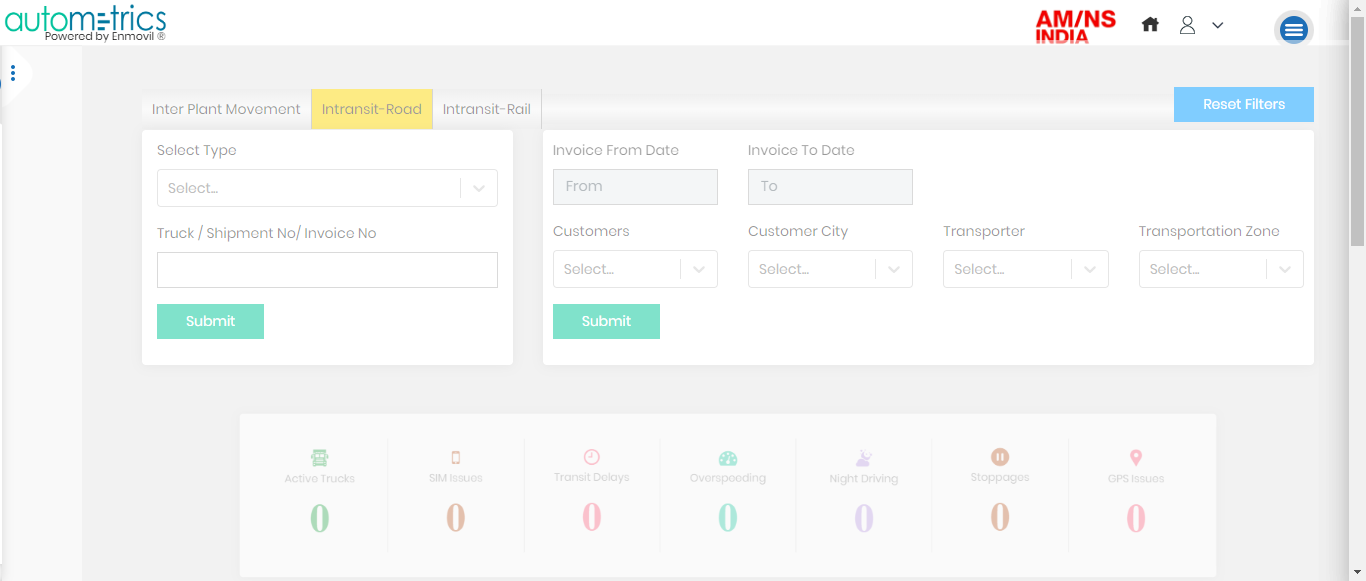 autometrics
Powered by Enmovil ®
AM/NS
INDIA
Inter Plant Movement
Intransit-Road
Intransit-Rail
Reset Filters
Select Type
Select...
Truck / Shipment No/ Invoice No
Submit
Invoice From Date
Invoice To Date
From
To
Customers
Customer City
Transporter
Transportation Zone
Select...
Select...
Select...
Select...
Submit
Active Trucks
SIM Issues
Transit Delays
Overspeeding
Night Driving
Stoppages
GPS Issues
0
0
0
0
0
0
0